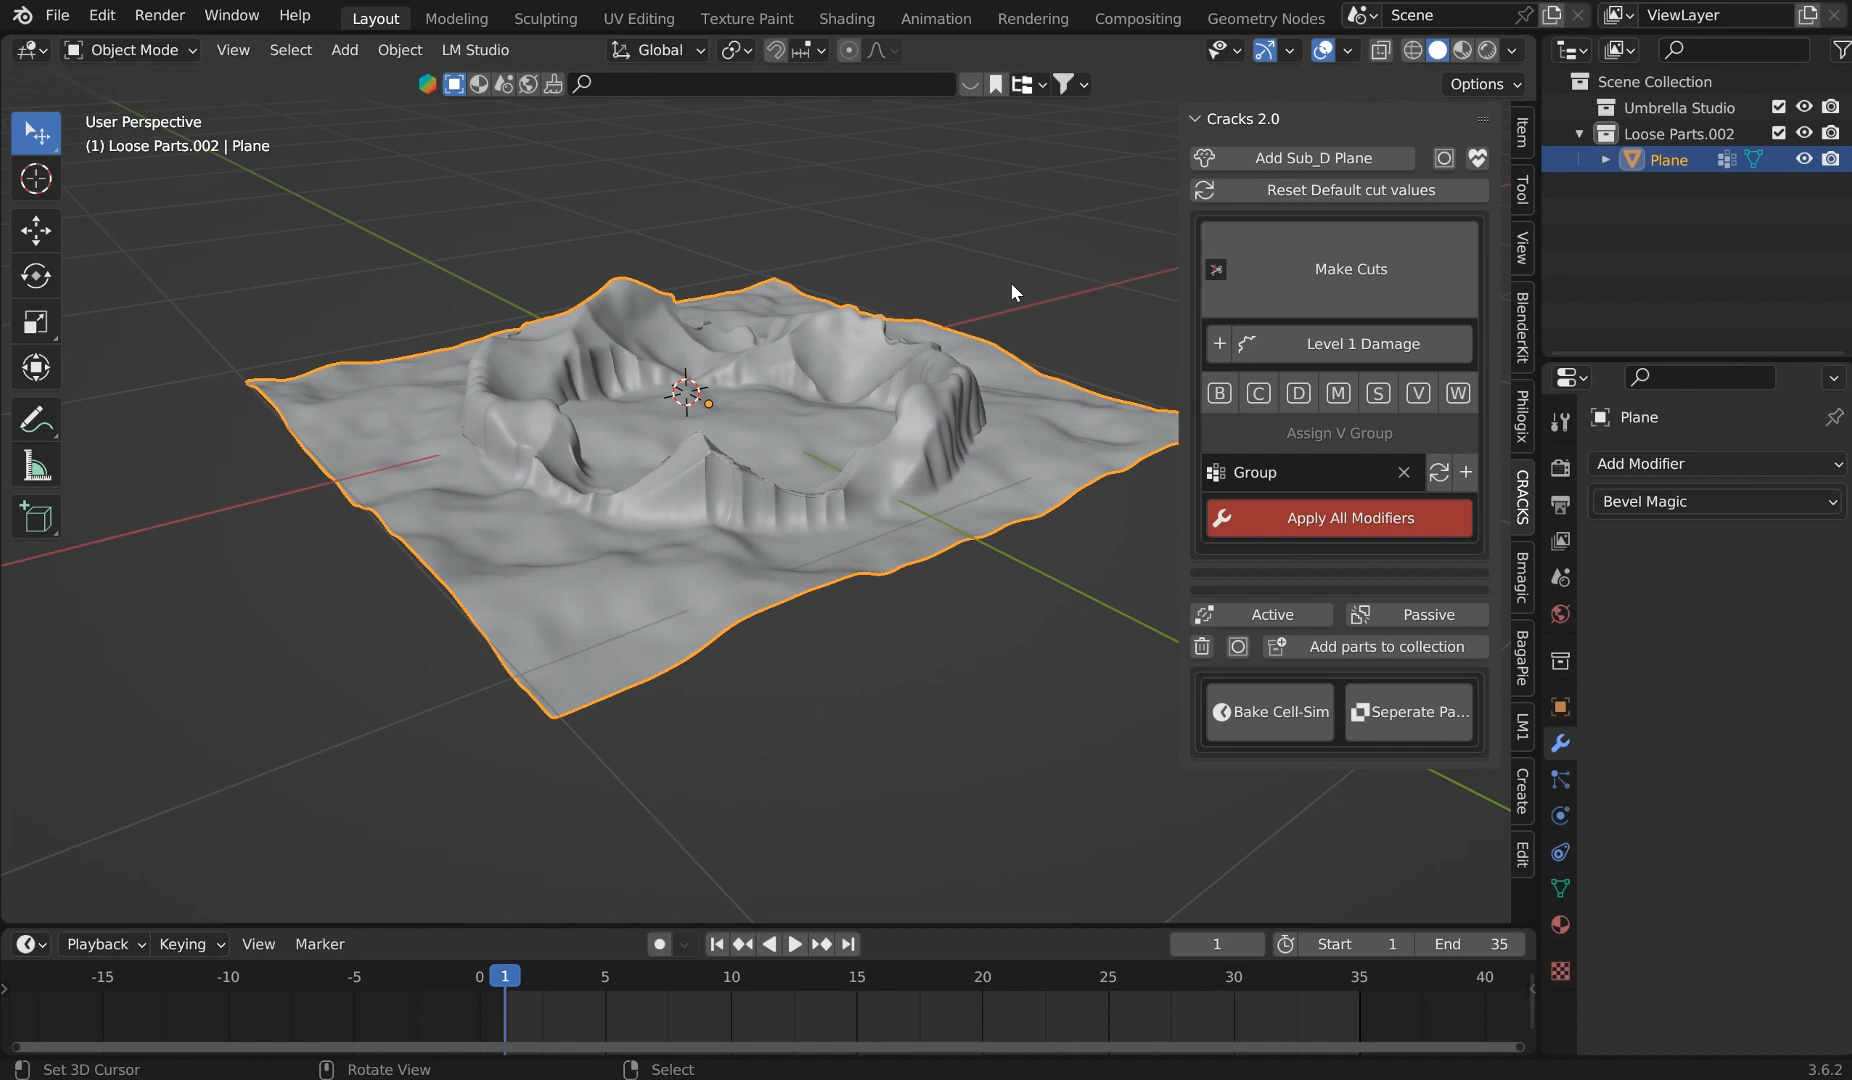 File Edit Render Window Help Layout Modeling Sculpting UV Editing Texture Paint Shading Animation Rendering Compositing Geometry Nodes Scene ViewLayer
Object Mode View Select Add Object LM Studio Global
Options
User Perspective
(1) Loose Parts.002 | Plane
Cracks 2.0
Add Sub_D Plane
Reset Default cut values
Make Cuts
Level 1 Damage
B C D M S V W
Assign V Group
Group
Apply All Modifiers
Active Passive
Add parts to collection
Bake Cell-Sim Seperate Pa...
Item
Tool
View
BlenderKit
Philogix
CRACKS
Bmagic
BagaPie
LM1
Create
Edit
Scene Collection
Umbrella Studio
Loose Parts.002
Plane
Plane
Add Modifier
Bevel Magic
Playback Keying View Marker 1 Start 1 End 35
-15 -10 -5 0 1 5 10 15 20 25 30 35 40
Set 3D Cursor Rotate View Select 3.6.2